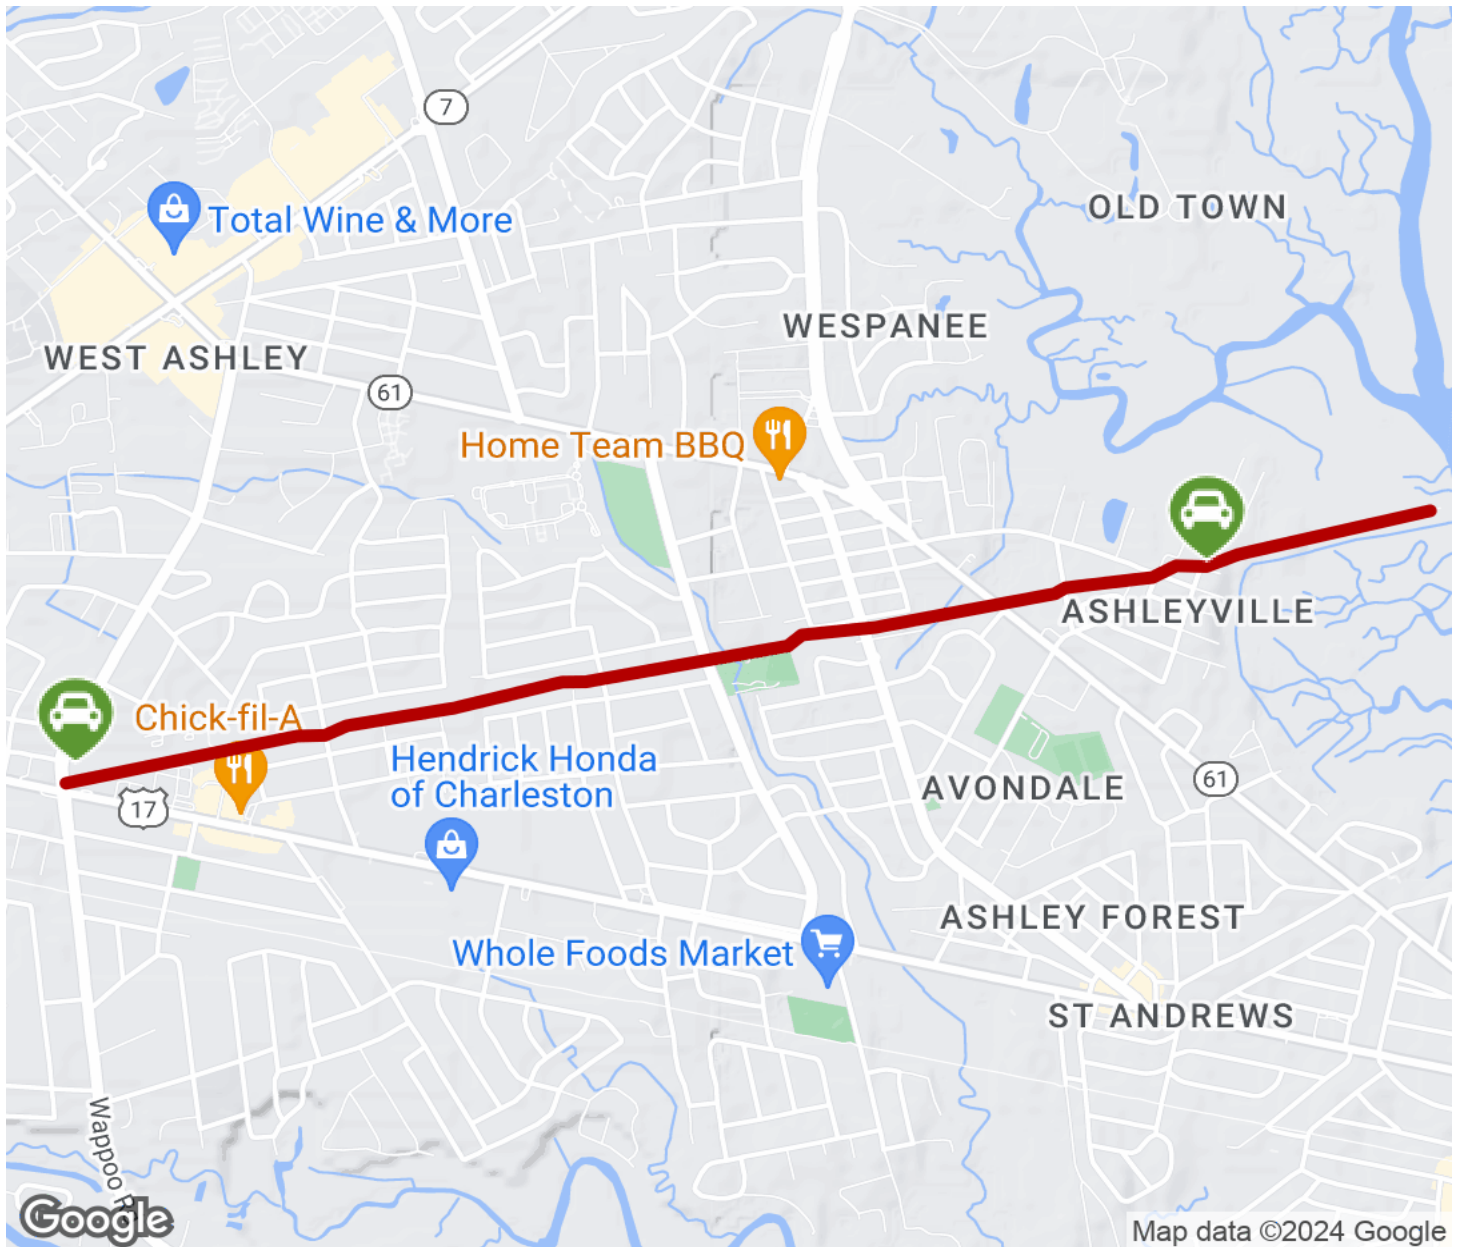 7
OLD TOWN
Total Wine & More
WESPANEE
WEST ASHLEY
61
Home Team BBQ
ASHLEYVILLE
Chick-fil-A
Hendrick Honda
of Charleston
17
AVONDALE
61
ASHLEY FOREST
Whole Foods Market
ST ANDREWS
Wappoo
Google
Map data ©2024 Google